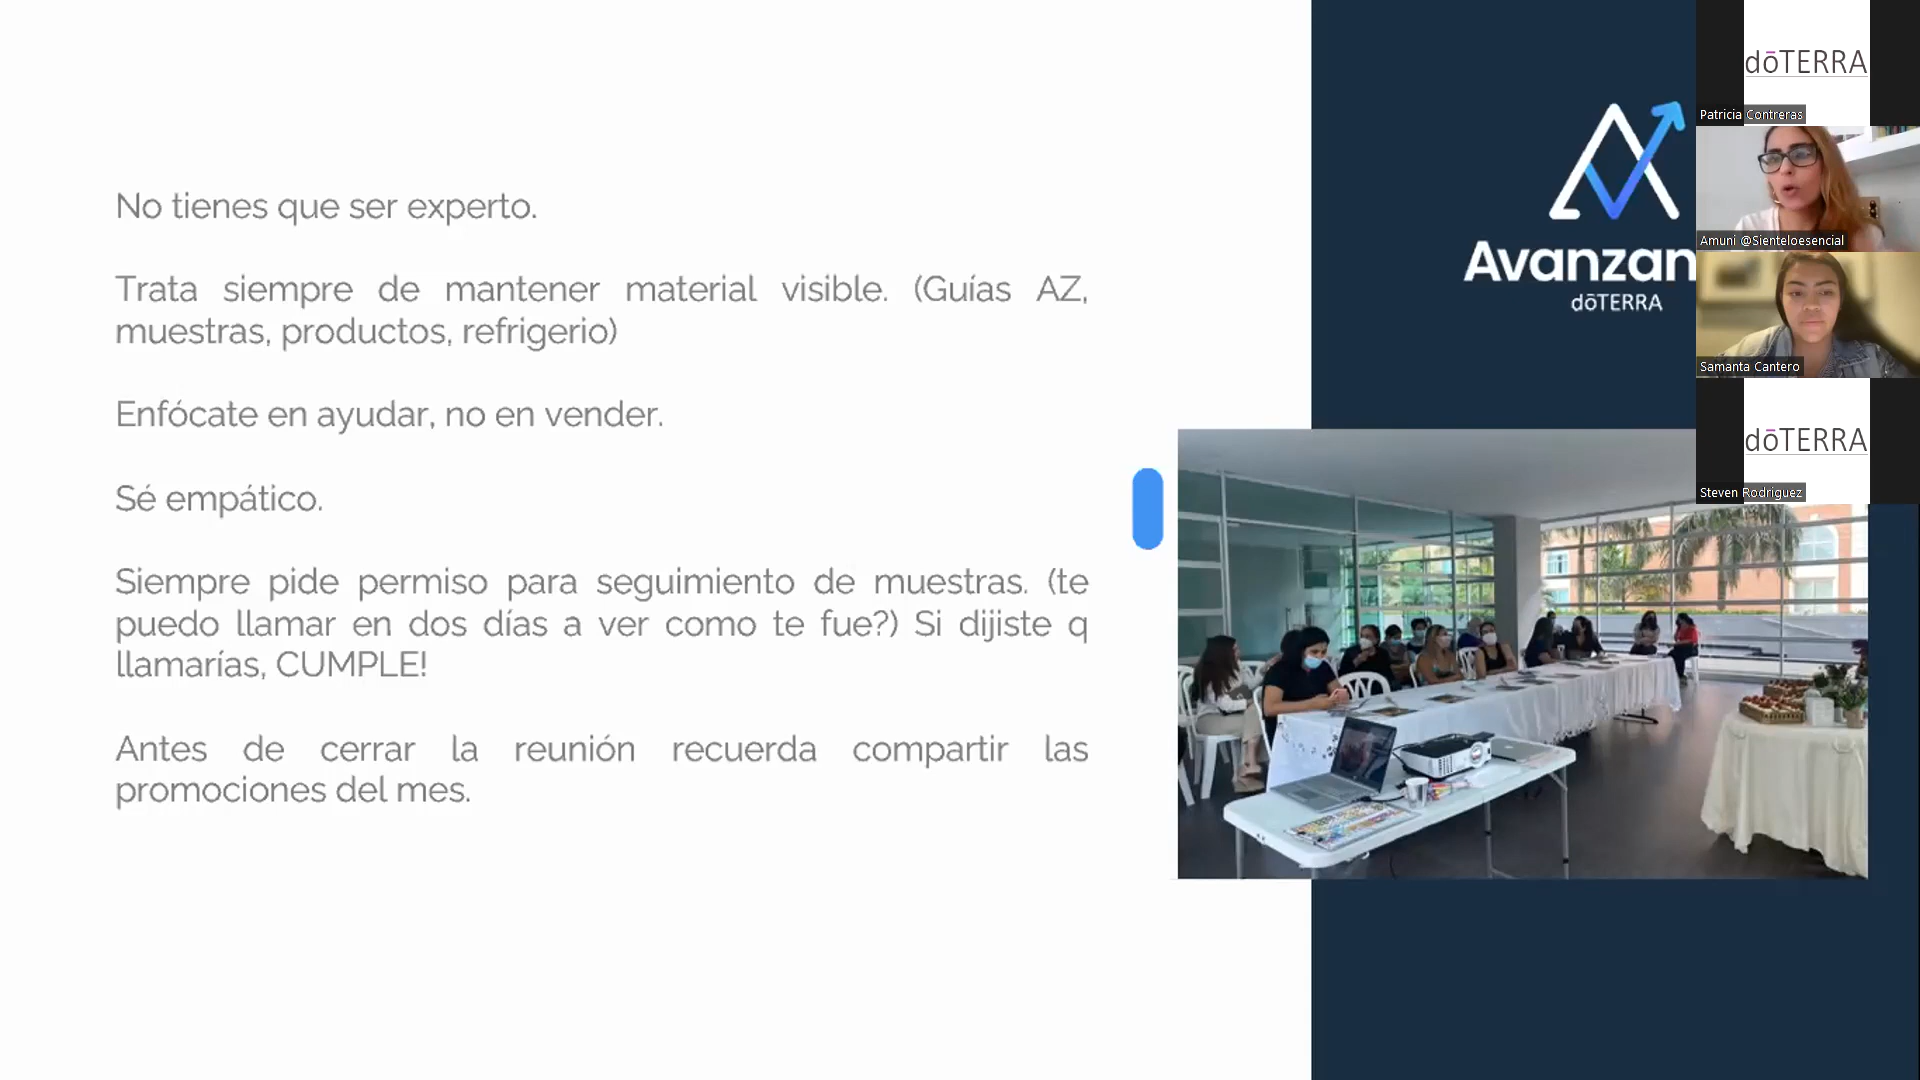 No tienes que ser experto.
Trata siempre de mantener material visible. (Guías AZ,
muestras, productos, refrigerio)
Enfócate en ayudar, no en vender.
Sé empático.
Siempre pide permiso para seguimiento de muestras. (te
puedo llamar en dos días a ver como te fue?) Si dijiste q
llamarías, CUMPLE!
Antes de cerrar la reunión recuerda compartir las
promociones del mes.
Avanzan
dōTERRA
dōTERRA
Patricia Contreras
Amuni @Sienteloesencial
Samanta Cantero
dōTERRA
Steven Rodriguez